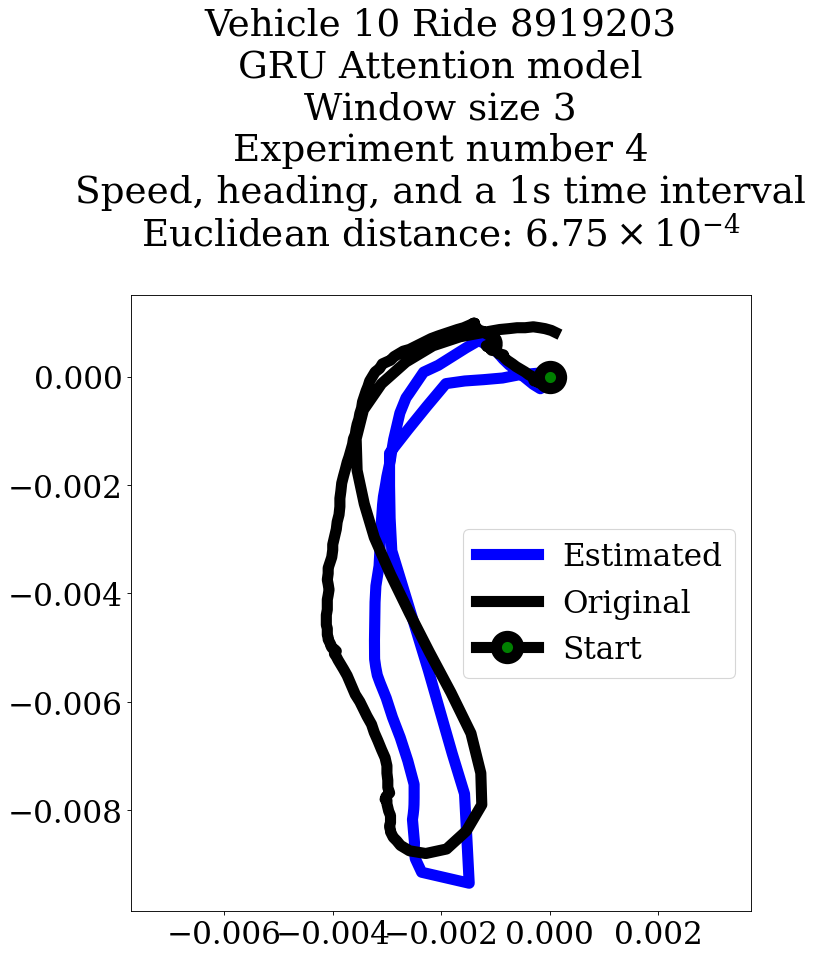 Vehicle 10 Ride 8919203
GRU Attention model
Window size 3
Experiment number 4
Speed, heading, and a 1s time interval
Euclidean distance: 6.75 × 10⁻⁴
0.000
−0.002
−0.004
−0.006
−0.008
Estimated
Original
Start
−0.006 −0.004 −0.002 0.000 0.002